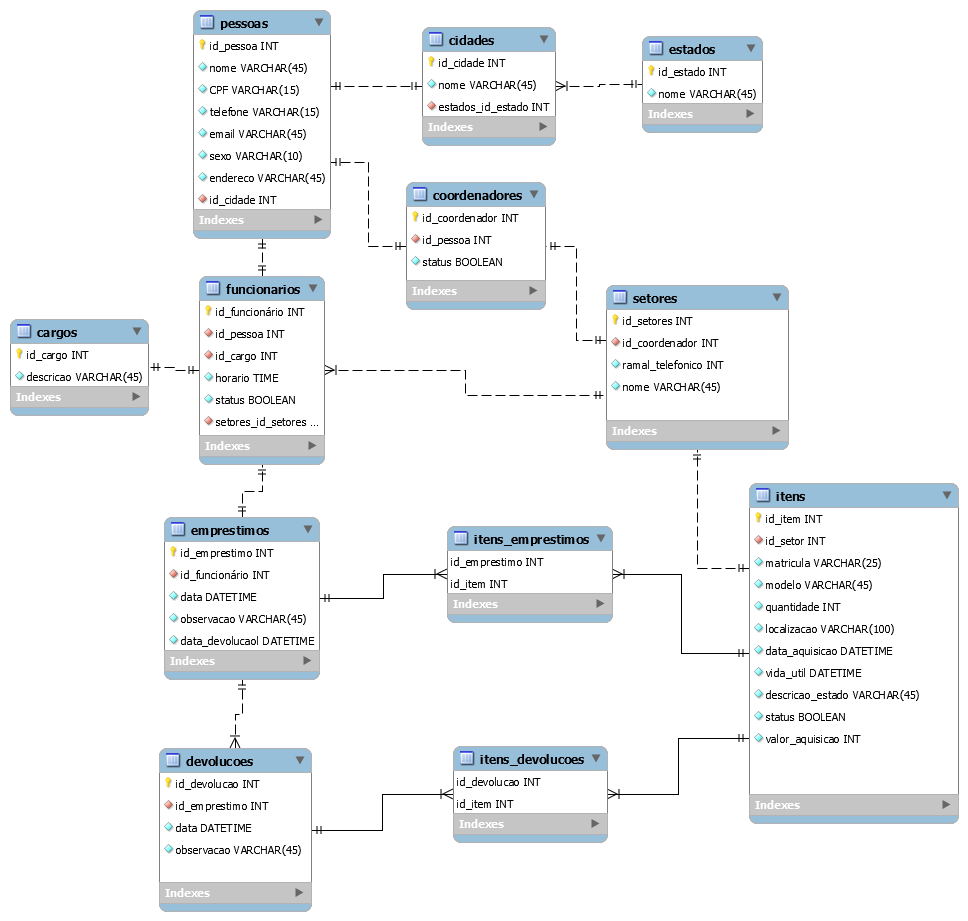 pessoas
id_pessoa INT
nome VARCHAR(45)
CPF VARCHAR(15)
telefone VARCHAR(15)
email VARCHAR(45)
sexo VARCHAR(10)
endereco VARCHAR(45)
id_cidade INT
Indexes
cidades
id_cidade INT
nome VARCHAR(45)
estados_id_estado INT
Indexes
estados
id_estado INT
nome VARCHAR(45)
Indexes
coordenadores
id_coordenador INT
id_pessoa INT
status BOOLEAN
Indexes
funcionarios
id_funcionário INT
id_pessoa INT
id_cargo INT
horario TIME
status BOOLEAN
setores_id_setores ...
Indexes
cargos
id_cargo INT
descricao VARCHAR(45)
Indexes
setores
id_setores INT
id_coordenador INT
ramal_telefonico INT
nome VARCHAR(45)
Indexes
itens
id_item INT
id_setor INT
matricula VARCHAR(25)
modelo VARCHAR(45)
quantidade INT
localizacao VARCHAR(100)
data_aquisicao DATETIME
vida_util DATETIME
descricao_estado VARCHAR(45)
status BOOLEAN
valor_aquisicao INT
Indexes
emprestimos
id_emprestimo INT
id_funcionário INT
data DATETIME
observacao VARCHAR(45)
data_devolucaol DATETIME
Indexes
itens_emprestimos
id_emprestimo INT
id_item INT
Indexes
devolucoes
id_devolucao INT
id_emprestimo INT
data DATETIME
observacao VARCHAR(45)
Indexes
itens_devolucoes
id_devolucao INT
id_item INT
Indexes